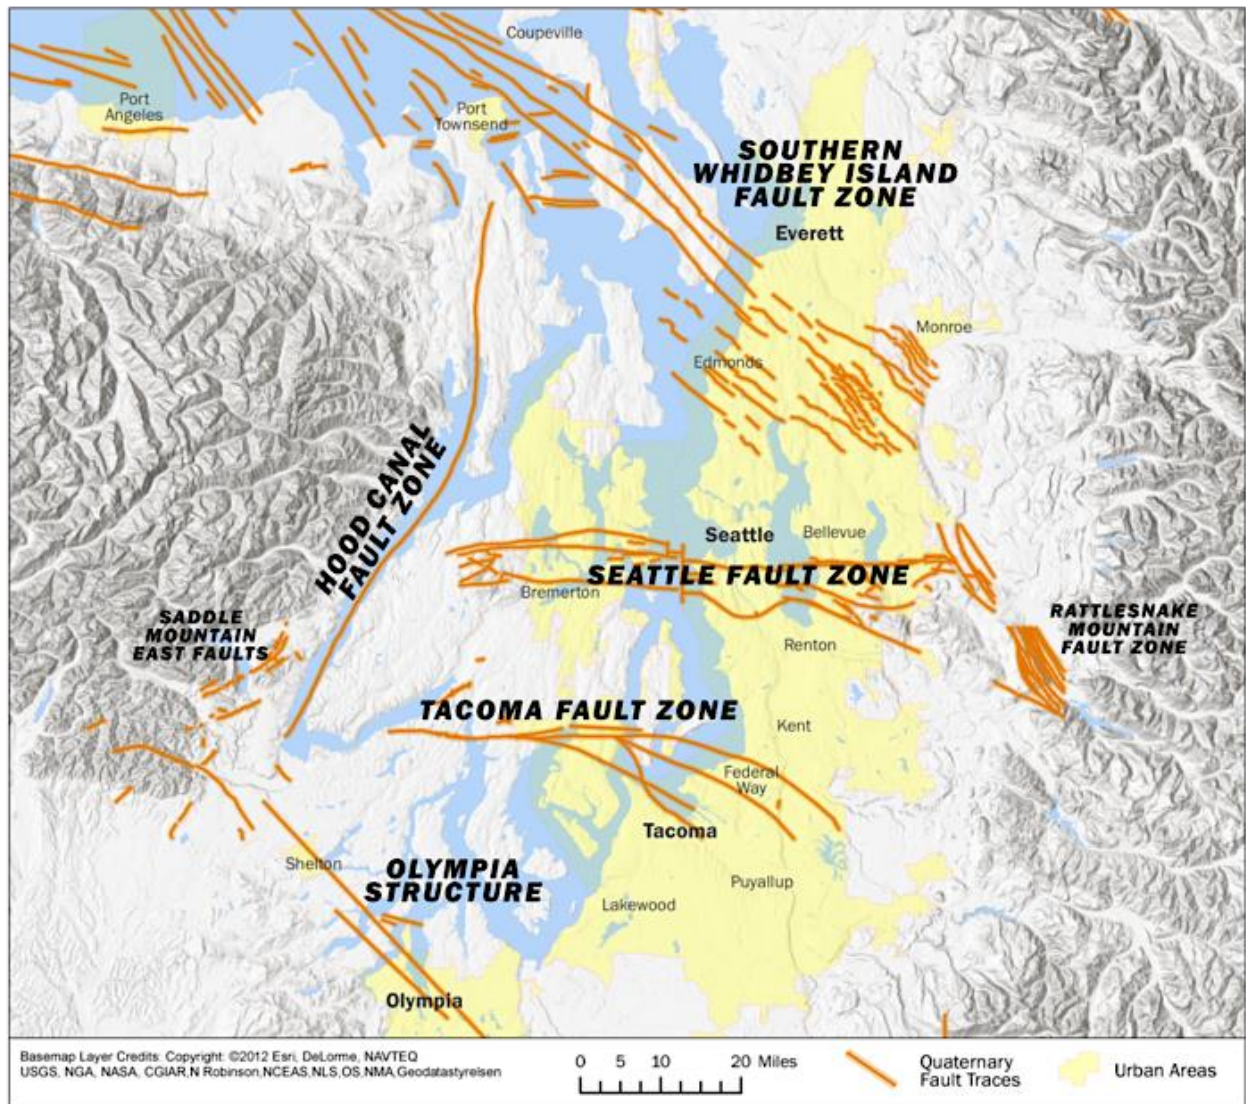 Coupeville
Port
Angeles
Port
Townsend
SOUTHERN
WHIDBEY ISLAND
FAULT ZONE
Everett
Monroe
Edmonds
HOOD CANAL
FAULT ZONE
Seattle
Bellevue
SEATTLE FAULT ZONE
Bremerton
SADDLE
MOUNTAIN
EAST FAULTS
RATTLESNAKE
MOUNTAIN
FAULT ZONE
Renton
TACOMA FAULT ZONE
Kent
Federal
Way
Tacoma
Shelton
OLYMPIA
STRUCTURE
Puyallup
Lakewood
Olympia
Basemap Layer Credits: Copyright: ©2012 Esri, DeLorme, NAVTEQ
USGS, NGA, NASA, CGIAR,N Robinson,NCEAS,NLS,OS,NMA,Geodatastyrelsen
0 5 10 20 Miles
Quaternary
Fault Traces
Urban Areas